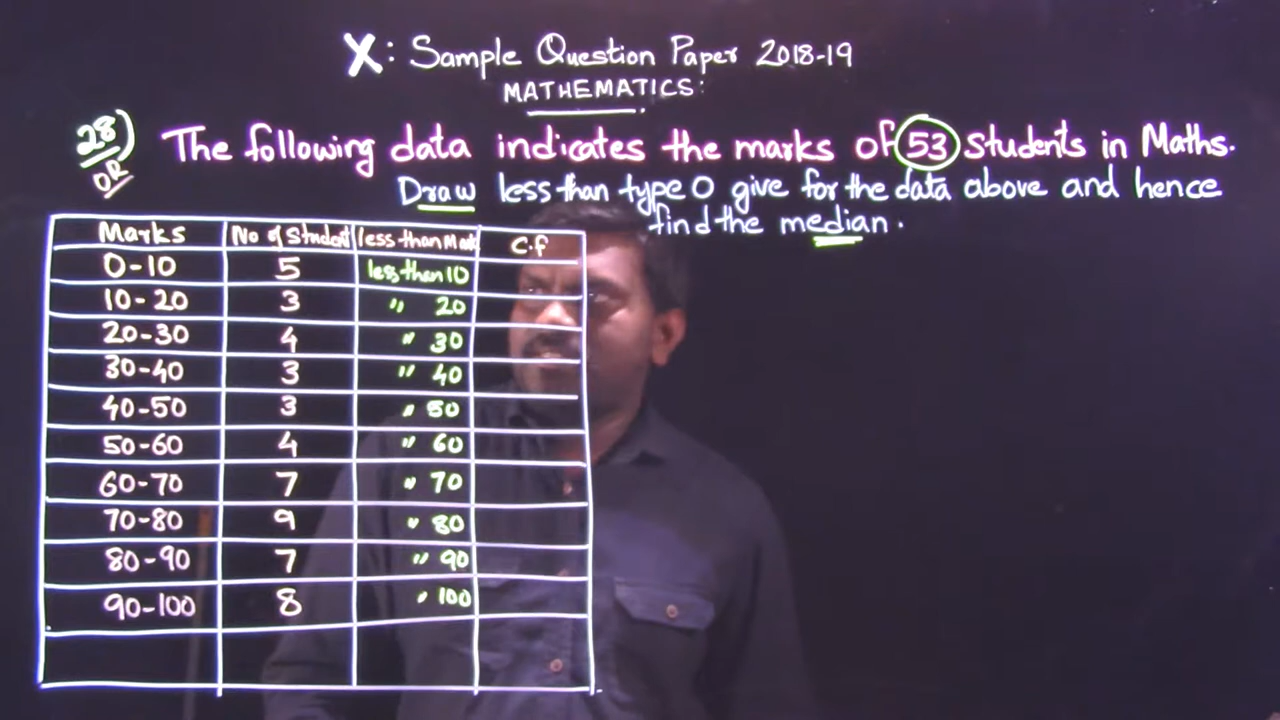 X: Sample Question Paper 2018-19
MATHEMATICS:
28)
OR
The following data indicates the marks of 53 students in Maths.
Draw less than type O give for the data above and hence
find the median.
Marks No of Student less than Mark C.f
0-10 5 less then 10
10-20 3 " 20
20-30 4 " 30
30-40 3 " 40
40-50 3 " 50
50-60 4 " 60
60-70 7 " 70
70-80 9 " 80
80-90 7 " 90
90-100 8 " 100